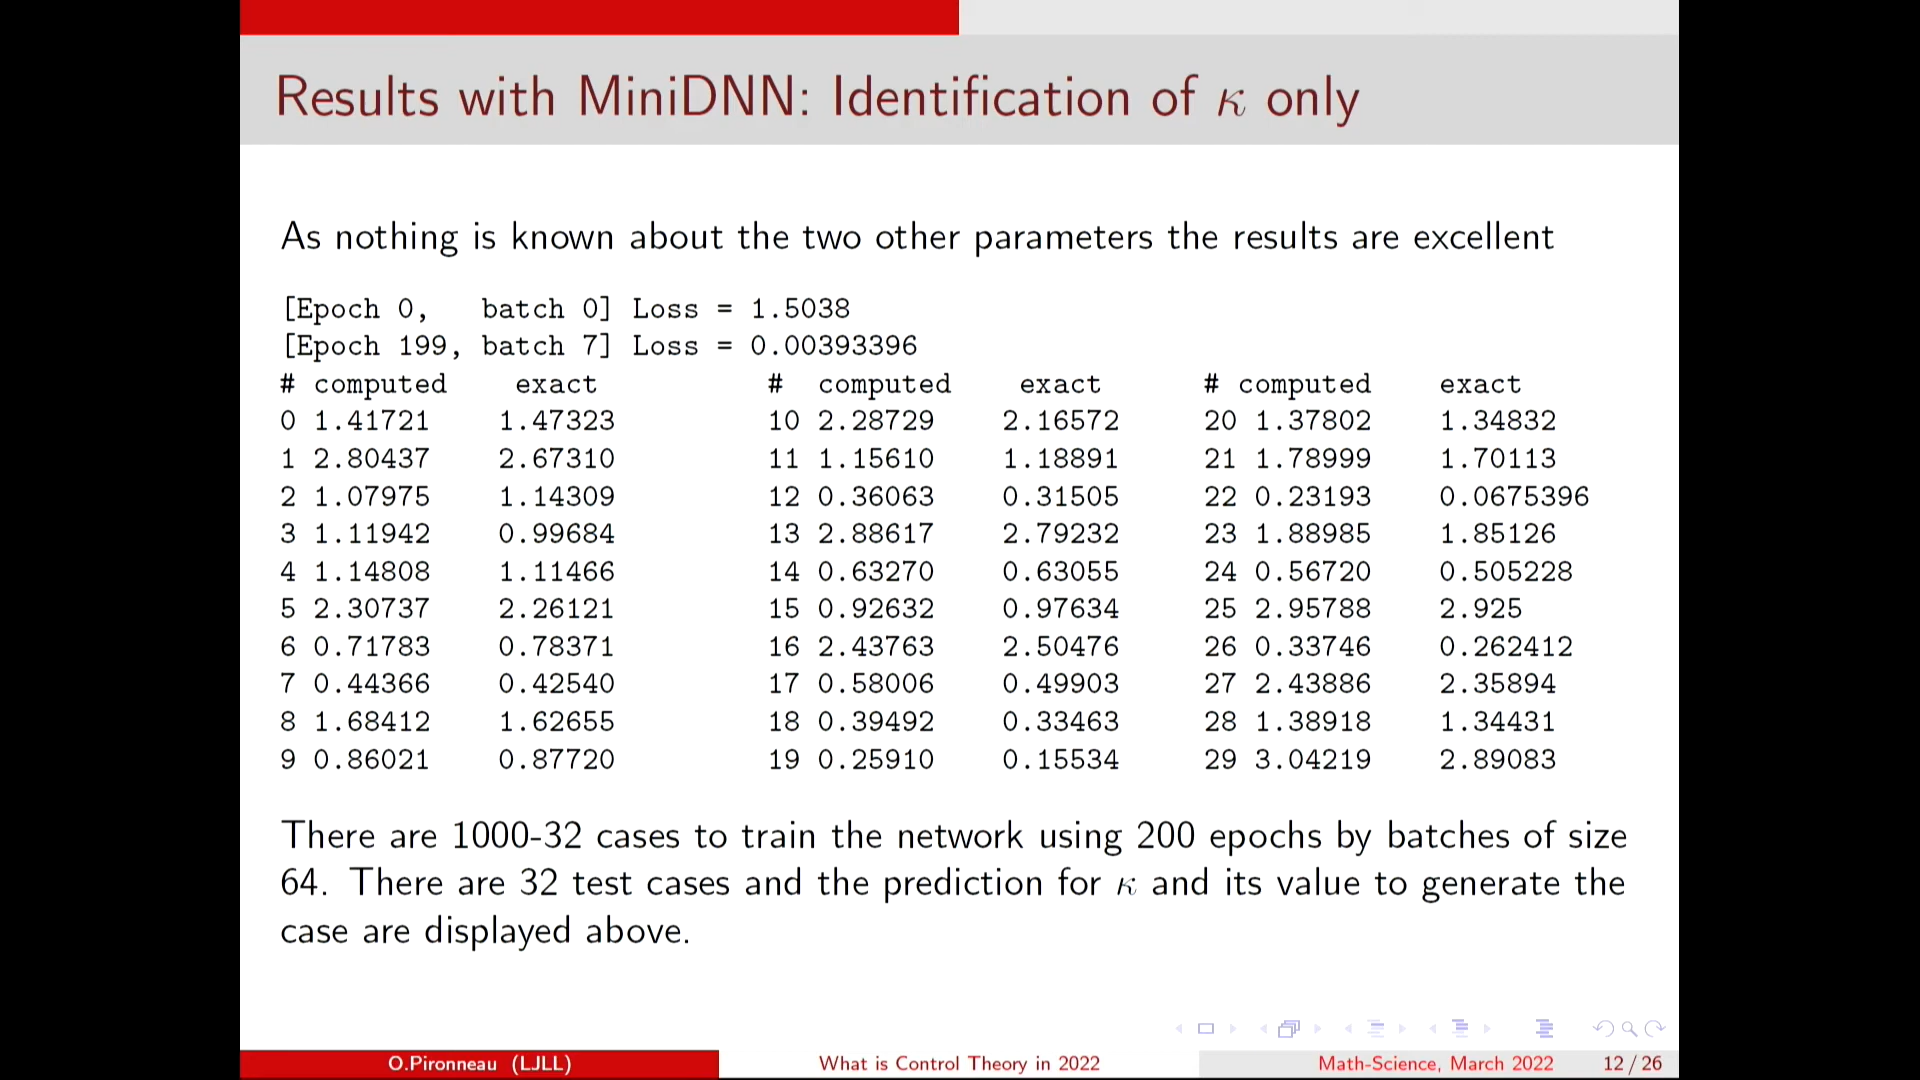 Results with MiniDNN: Identification of κ only
As nothing is known about the two other parameters the results are excellent
[Epoch 0,   batch 0] Loss = 1.5038
[Epoch 199, batch 7] Loss = 0.00393396
# computed    exact    #  computed    exact    # computed    exact
0 1.41721    1.47323    10 2.28729    2.16572    20 1.37802    1.34832
1 2.80437    2.67310    11 1.15610    1.18891    21 1.78999    1.70113
2 1.07975    1.14309    12 0.36063    0.31505    22 0.23193    0.0675396
3 1.11942    0.99684    13 2.88617    2.79232    23 1.88985    1.85126
4 1.14808    1.11466    14 0.63270    0.63055    24 0.56720    0.505228
5 2.30737    2.26121    15 0.92632    0.97634    25 2.95788    2.925
6 0.71783    0.78371    16 2.43763    2.50476    26 0.33746    0.262412
7 0.44366    0.42540    17 0.58006    0.49903    27 2.43886    2.35894
8 1.68412    1.62655    18 0.39492    0.33463    28 1.38918    1.34431
9 0.86021    0.87720    19 0.25910    0.15534    29 3.04219    2.89083
There are 1000-32 cases to train the network using 200 epochs by batches of size
64. There are 32 test cases and the prediction for κ and its value to generate the
case are displayed above.
O.Pironneau (LJLL)    What is Control Theory in 2022    Math-Science, March 2022    12 / 26